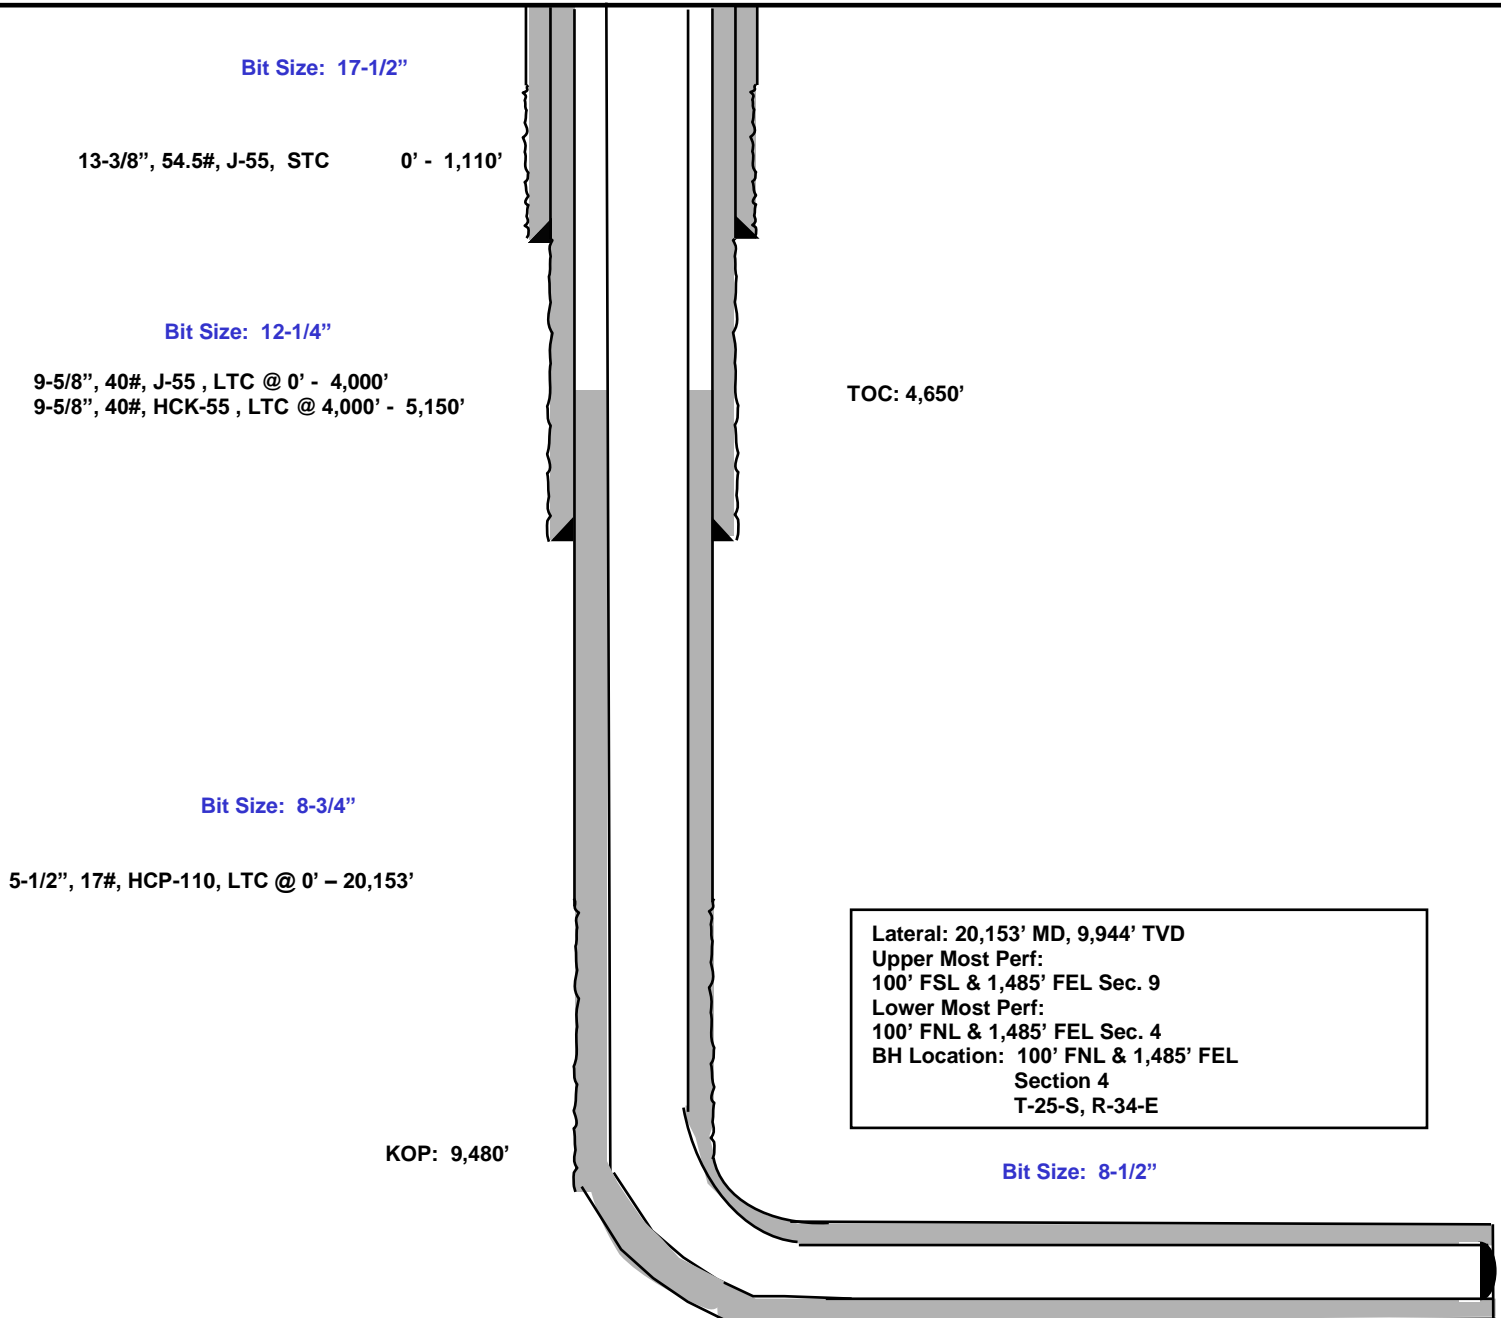 Bit Size: 17-1/2”
13-3/8”, 54.5#, J-55, STC 0’ - 1,110’
Bit Size: 12-1/4”
9-5/8”, 40#, J-55 , LTC @ 0’ - 4,000’
9-5/8”, 40#, HCK-55 , LTC @ 4,000’ - 5,150’
TOC: 4,650’
Bit Size: 8-3/4”
5-1/2”, 17#, HCP-110, LTC @ 0’ – 20,153’
Lateral: 20,153’ MD, 9,944’ TVD
Upper Most Perf:
100’ FSL & 1,485’ FEL Sec. 9
Lower Most Perf:
100’ FNL & 1,485’ FEL Sec. 4
BH Location: 100’ FNL & 1,485’ FEL
Section 4
T-25-S, R-34-E
KOP: 9,480’
Bit Size: 8-1/2”